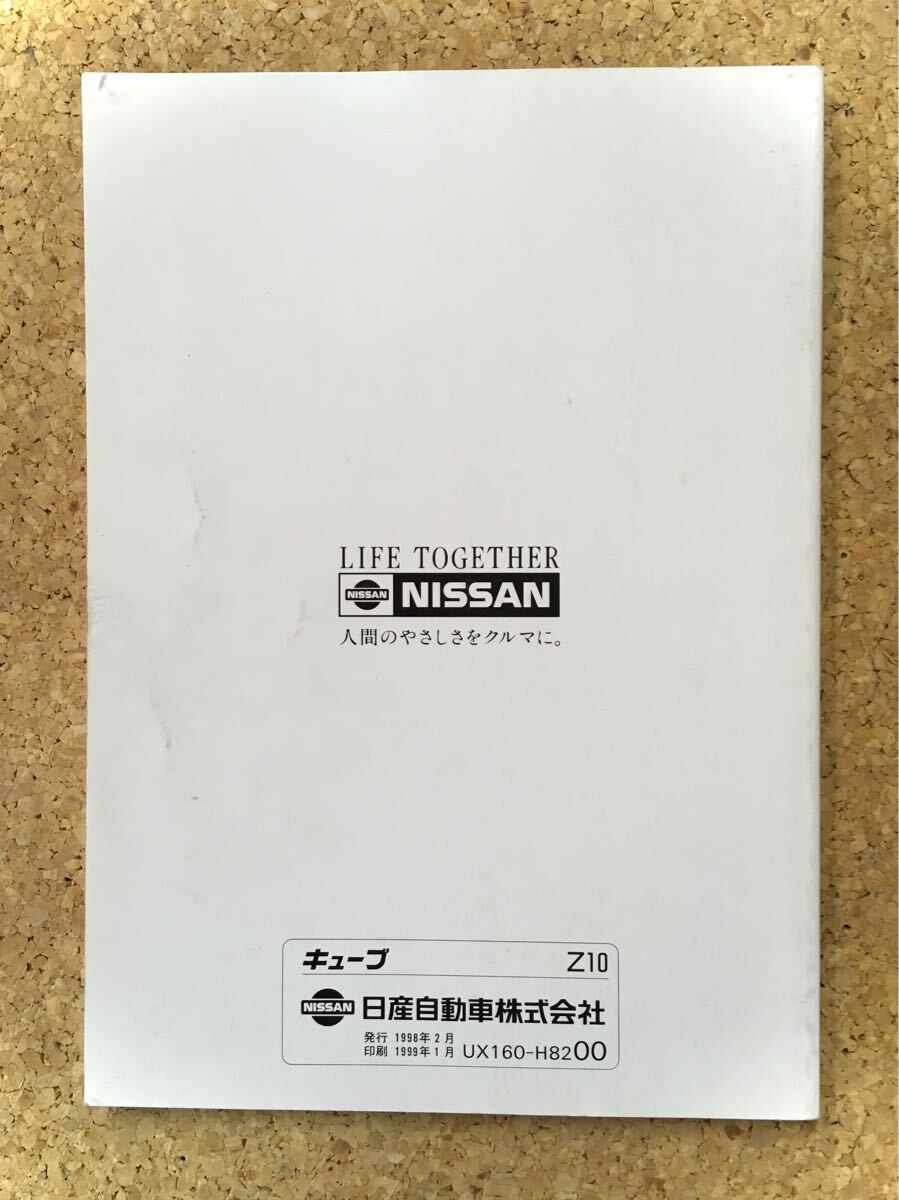 LIFE TOGETHER
NISSAN NISSAN
人間のやさしさをクルマに。
キューブ Z10
NISSAN 日産自動車株式会社
発行 1998年2月
印刷 1999年1月 UX160-H8200